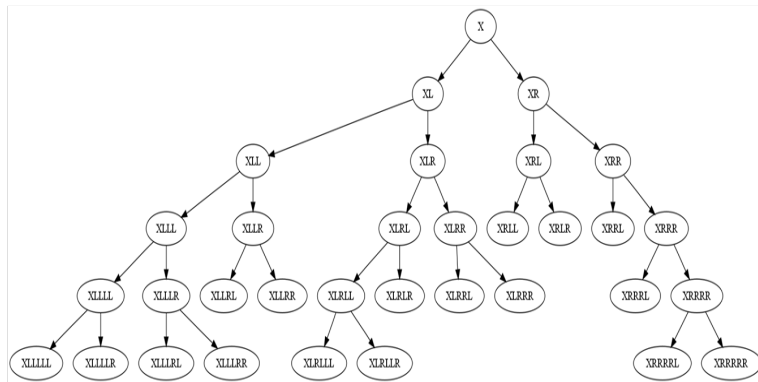 X
XL XR
XLL XLR XRL XRR
XLLL XLLR XLRL XLRR XRLL XRLR XRRL XRRR
XLLLL XLLLR XLLRL XLLRR XLRLL XLRLR XLRRL XLRRR XRRRL XRRRR
XLLLLL XLLLLR XLLLRL XLLLRR XLRLLL XLRLLR XRRRRL XRRRRR